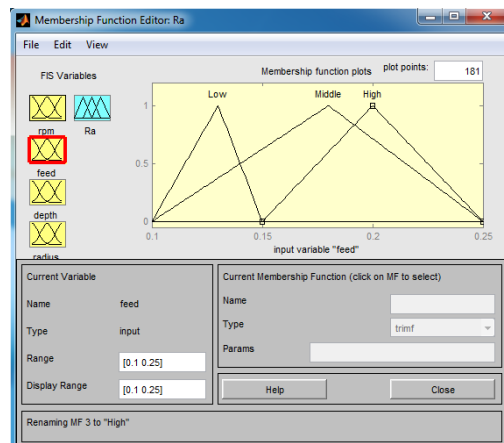 Membership Function Editor: Ra
File Edit View
FIS Variables
Membership function plots plot points: 181
rpm Ra
feed
depth
radius
Low Middle High
1
0.5
0
0.1 0.15 0.2 0.25
input variable "feed"
Current Variable
Name feed
Type input
Range [0.1 0.25]
Display Range [0.1 0.25]
Current Membership Function (click on MF to select)
Name
Type trimf
Params
Help Close
Renaming MF 3 to "High"